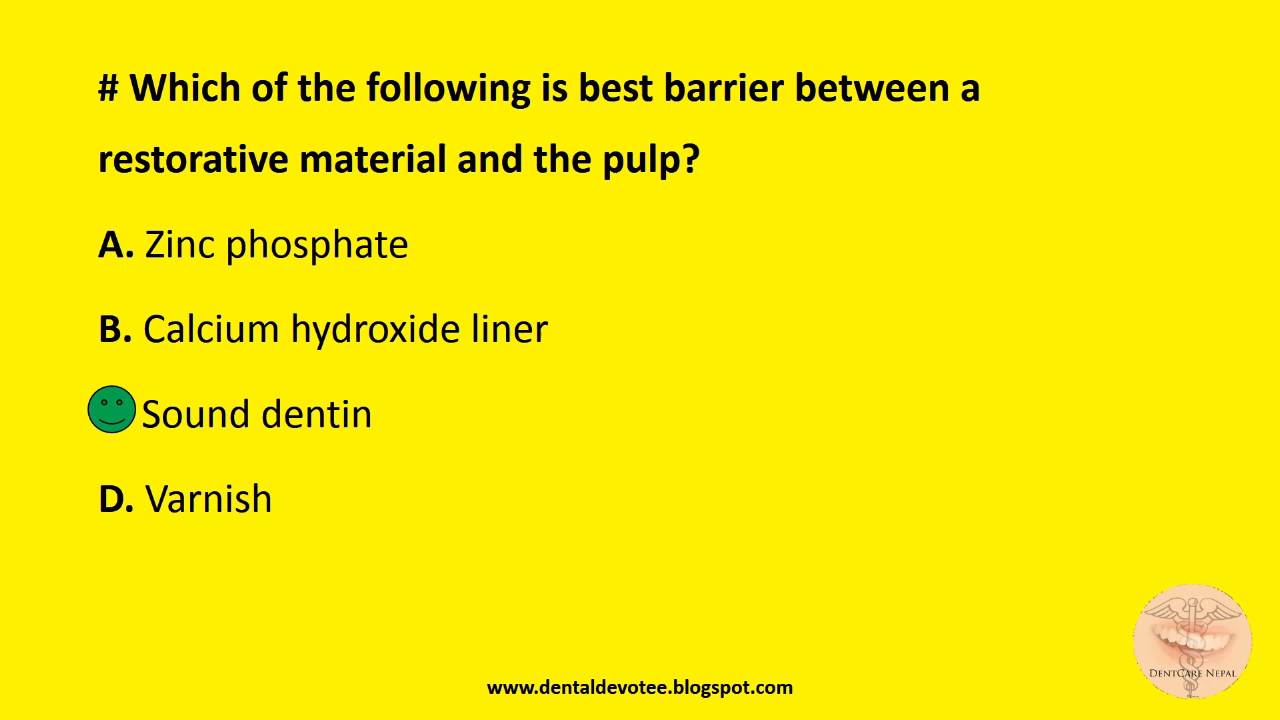 # Which of the following is best barrier between a
restorative material and the pulp?
A. Zinc phosphate
B. Calcium hydroxide liner
Sound dentin
D. Varnish
DENTCARE NEPAL
www.dentaldevotee.blogspot.com